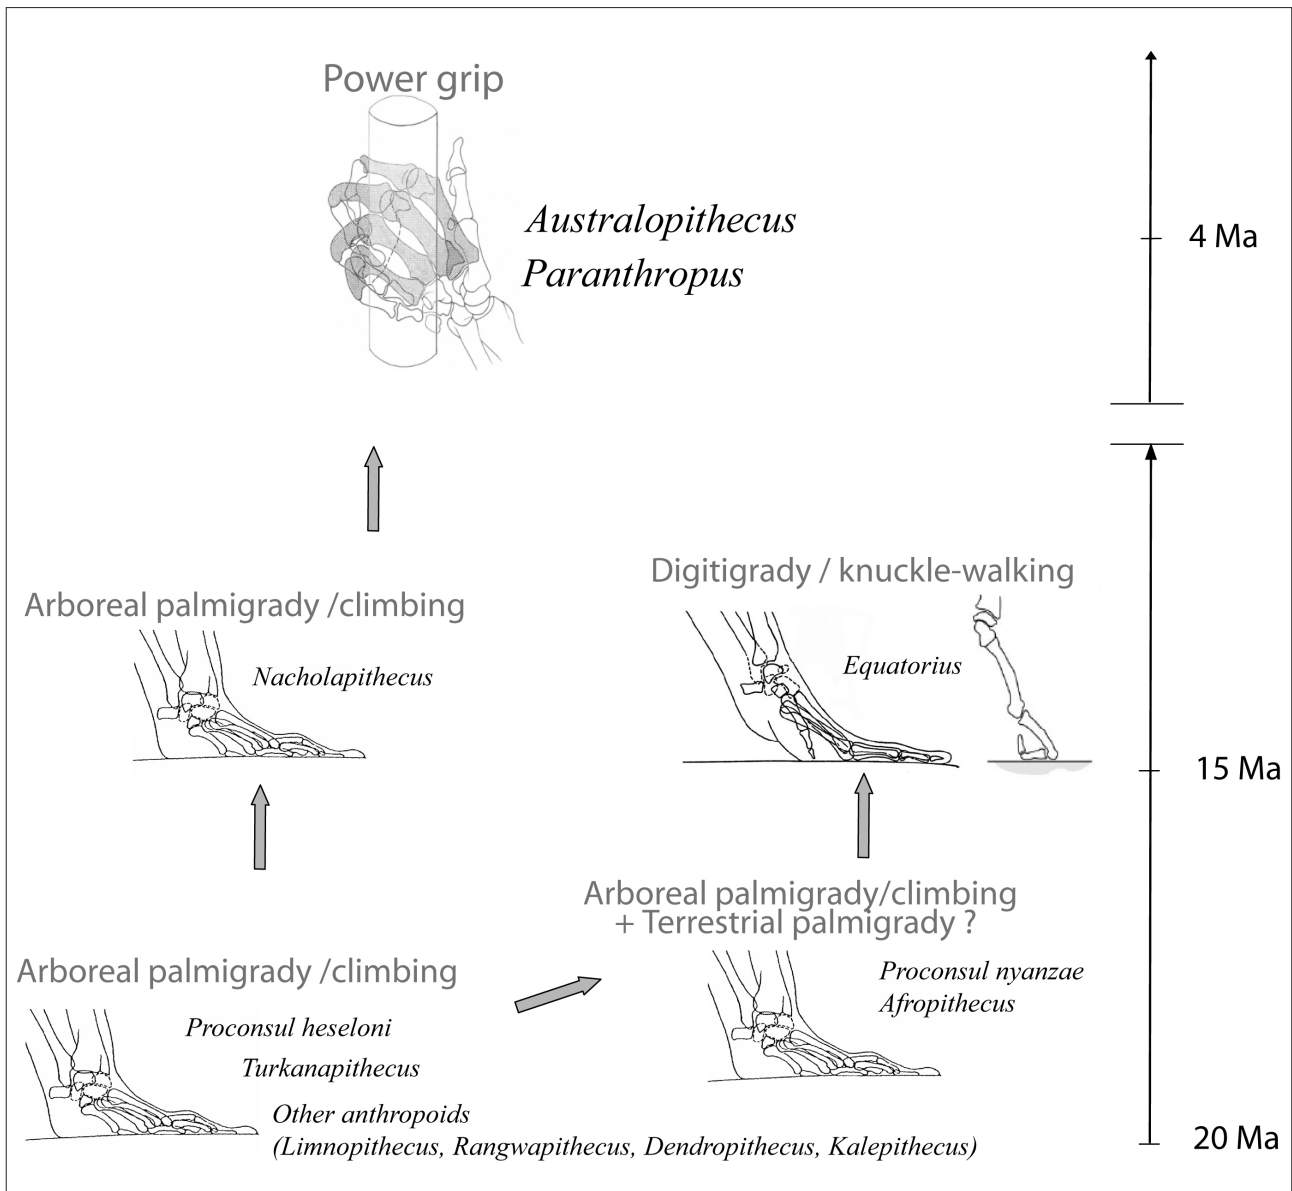 Power grip
Australopithecus
Paranthropus
4 Ma
Digitigrady / knuckle-walking
Arboreal palmigrady /climbing
Nacholapithecus
Equatorius
15 Ma
Arboreal palmigrady/climbing
+ Terrestrial palmigrady ?
Arboreal palmigrady /climbing
Proconsul nyanzae
Afropithecus
Proconsul heseloni
Turkanapithecus
Other anthropoids
(Limnopithecus, Rangwapithecus, Dendropithecus, Kalepithecus)
20 Ma